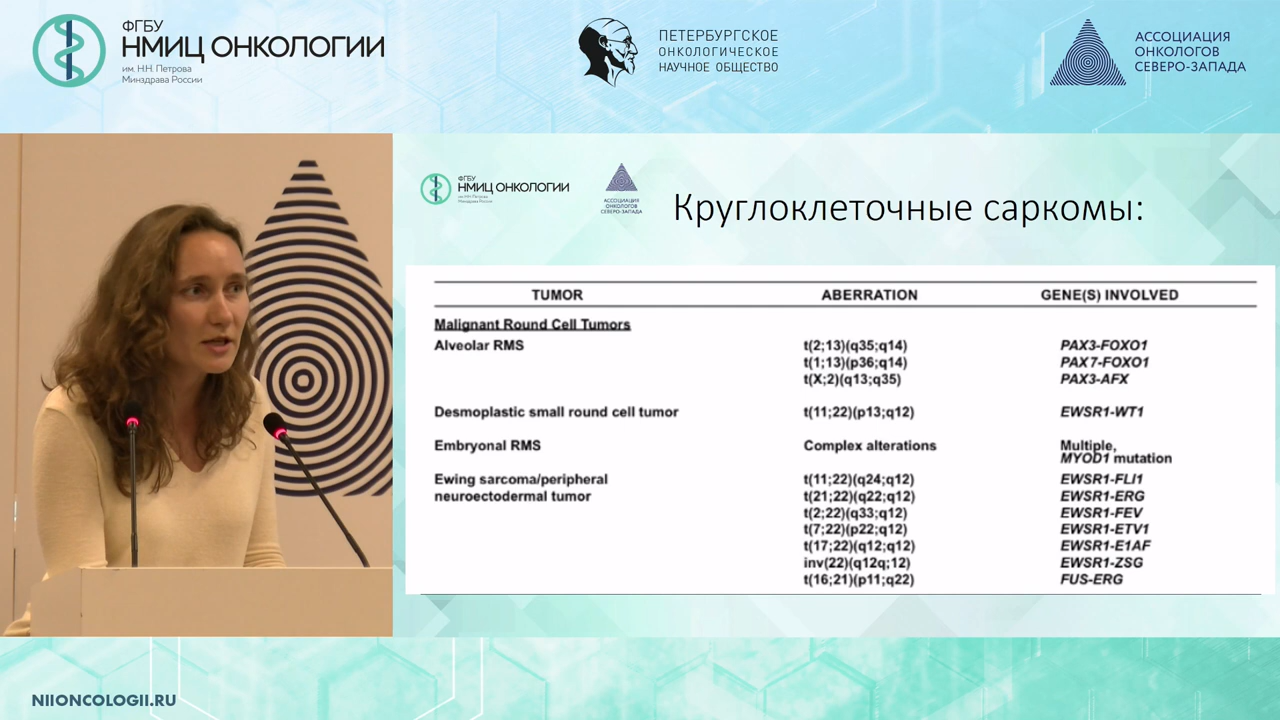 ФГБУ
НМИЦ ОНКОЛОГИИ
им. Н.Н. Петрова
Минздрава России
ПЕТЕРБУРГСКОЕ
ОНКОЛОГИЧЕСКОЕ
НАУЧНОЕ ОБЩЕСТВО
АССОЦИАЦИЯ
ОНКОЛОГОВ
СЕВЕРО-ЗАПАДА
ФГБУ
НМИЦ ОНКОЛОГИИ
им. Н.Н. Петрова
Минздрава России
АССОЦИАЦИЯ
ОНКОЛОГОВ
СЕВЕРО-ЗАПАДА
Круглоклеточные саркомы:
TUMOR ABERRATION GENE(S) INVOLVED
Malignant Round Cell Tumors
Alveolar RMS t(2;13)(q35;q14) PAX3-FOXO1
t(1;13)(p36;q14) PAX7-FOXO1
t(X;2)(q13;q35) PAX3-AFX
Desmoplastic small round cell tumor t(11;22)(p13;q12) EWSR1-WT1
Embryonal RMS Complex alterations Multiple,
MYOD1 mutation
Ewing sarcoma/peripheral t(11;22)(q24;q12) EWSR1-FLI1
neuroectodermal tumor t(21;22)(q22;q12) EWSR1-ERG
t(2;22)(q33;q12) EWSR1-FEV
t(7;22)(p22;q12) EWSR1-ETV1
t(17;22)(q12;q12) EWSR1-E1AF
inv(22)(q12q;12) EWSR1-ZSG
t(16;21)(p11;q22) FUS-ERG
NIIONCOLOGII.RU